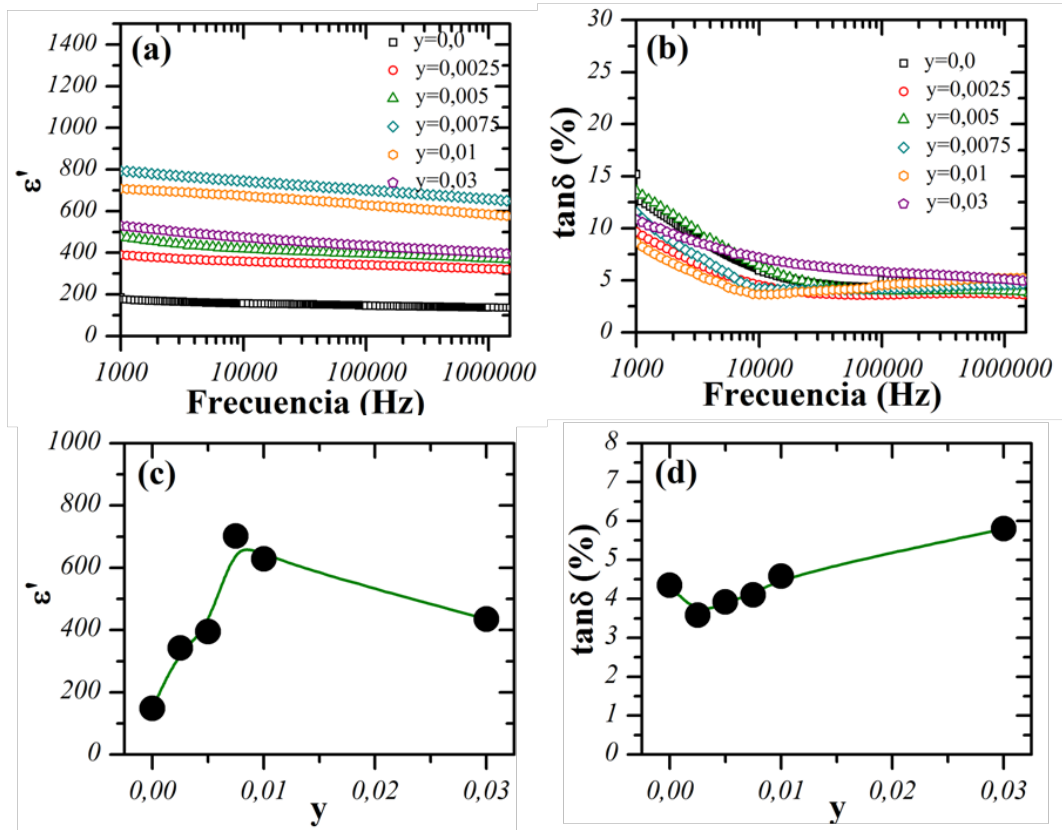 (a)
1400
1200
1000
800
600
400
200
0
ε'
y=0,0
y=0,0025
y=0,005
y=0,0075
y=0,01
y=0,03
1000
10000
100000
1000000
Frecuencia (Hz)
(b)
30
25
20
15
10
5
0
tanδ (%)
y=0,0
y=0,0025
y=0,005
y=0,0075
y=0,01
y=0,03
1000
10000
100000
1000000
Frecuencia (Hz)
(c)
1000
800
600
400
200
0
ε'
0,00
0,01
0,02
0,03
y
(d)
8
7
6
5
4
3
2
1
0
tanδ (%)
0,00
0,01
0,02
0,03
y